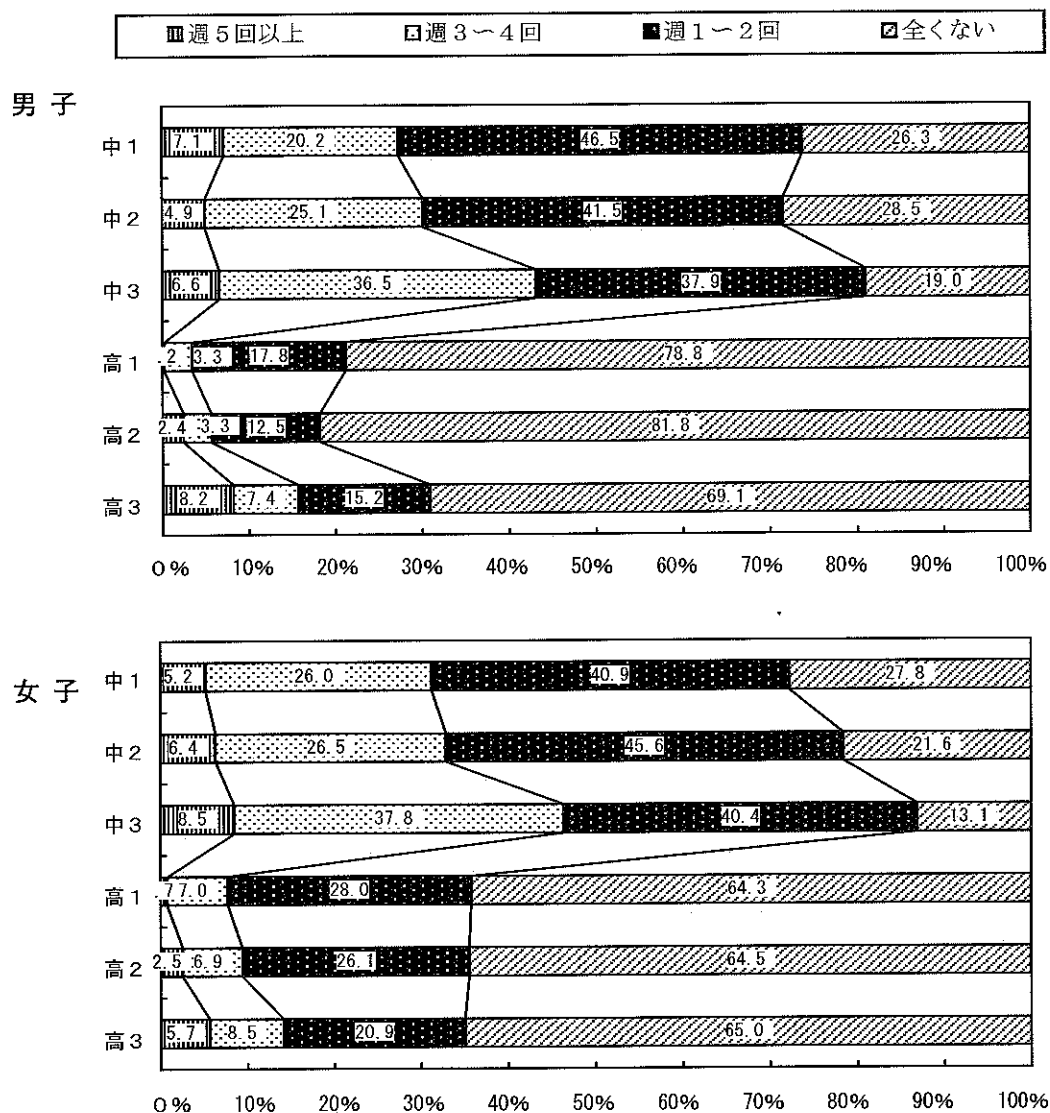 週5回以上 週3〜4回 週1〜2回 全くない
男子
中1 7.1 20.2 46.5 26.3
中2 4.9 25.1 41.5 28.5
中3 6.6 36.5 37.9 19.0
高1 .2 3.3 17.8 78.8
高2 2.4 3.3 12.5 81.8
高3 8.2 7.4 15.2 69.1
0% 10% 20% 30% 40% 50% 60% 70% 80% 90% 100%
女子
中1 5.2 26.0 40.9 27.8
中2 6.4 26.5 45.6 21.6
中3 8.5 37.8 40.4 13.1
高1 .7 7.0 28.0 64.3
高2 2.5 6.9 26.1 64.5
高3 5.7 8.5 20.9 65.0
0% 10% 20% 30% 40% 50% 60% 70% 80% 90% 100%